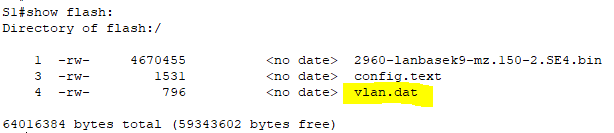 S1#show flash:
Directory of flash:/
1 -rw- 4670455 <no date> 2960-lanbasek9-mz.150-2.SE4.bin
3 -rw- 1531 <no date> config.text
4 -rw- 796 <no date> vlan.dat
64016384 bytes total (59343602 bytes free)